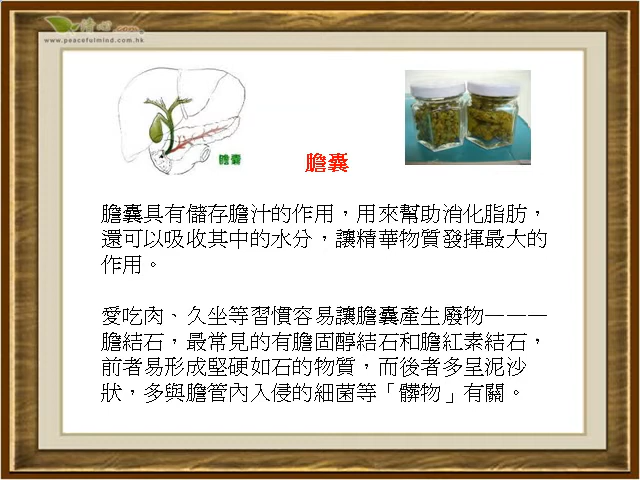 www.peacefulmind.com.hk
膽囊
膽囊
膽囊具有儲存膽汁的作用，用來幫助消化脂肪，
還可以吸收其中的水分，讓精華物質發揮最大的
作用。
愛吃肉、久坐等習慣容易讓膽囊產生廢物———
膽結石，最常見的有膽固醇結石和膽紅素結石，
前者易形成堅硬如石的物質，而後者多呈泥沙
狀，多與膽管內入侵的細菌等「髒物」有關。